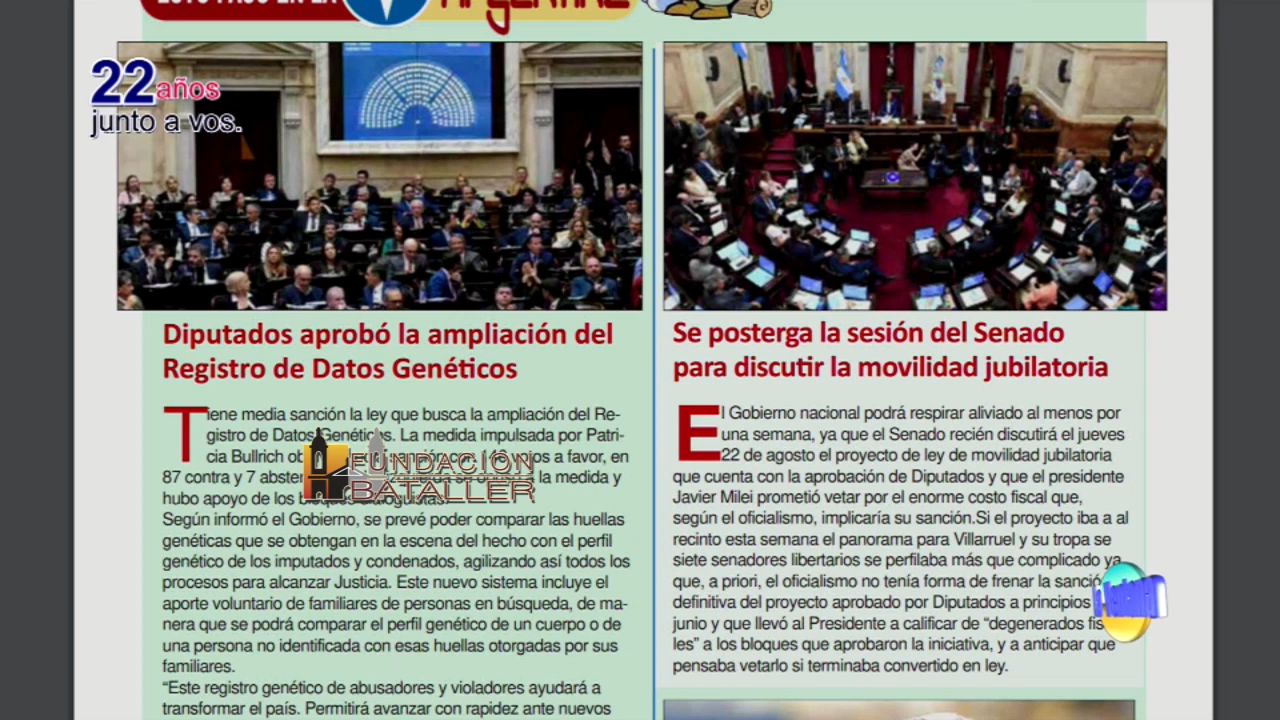 22 años
junto a vos.
Diputados aprobó la ampliación del
Registro de Datos Genéticos
Tiene media sanción la ley que busca la ampliación del Re-
gistro de Datos Genéticos. La medida impulsada por Patri-
cia Bullrich a favor, en
87 contra y 7 la medida y
hubo apoyo de los
Según informó el Gobierno, se prevé poder comparar las huellas
genéticas que se obtengan en la escena del hecho con el perfil
genético de los imputados y condenados, agilizando así todos los
procesos para alcanzar Justicia. Este nuevo sistema incluye el
aporte voluntario de familiares de personas en búsqueda, de ma-
nera que se podrá comparar el perfil genético de un cuerpo o de
una persona no identificada con esas huellas otorgadas por sus
familiares.
“Este registro genético de abusadores y violadores ayudará a
transformar el país. Permitirá avanzar con rapidez ante nuevos
FUNDACIÓN
BATALLER
Se posterga la sesión del Senado
para discutir la movilidad jubilatoria
El Gobierno nacional podrá respirar aliviado al menos por
una semana, ya que el Senado recién discutirá el jueves
22 de agosto el proyecto de ley de movilidad jubilatoria
que cuenta con la aprobación de Diputados y que el presidente
Javier Milei prometió vetar por el enorme costo fiscal que,
según el oficialismo, implicaría su sanción.Si el proyecto iba a al
recinto esta semana el panorama para Villarruel y su tropa se
siete senadores libertarios se perfilaba más que complicado ya
que, a priori, el oficialismo no tenía forma de frenar la sanción
definitiva del proyecto aprobado por Diputados a principios
junio y que llevó al Presidente a calificar de “degenerados fis
les” a los bloques que aprobaron la iniciativa, y a anticipar que
pensaba vetarlo si terminaba convertido en ley.